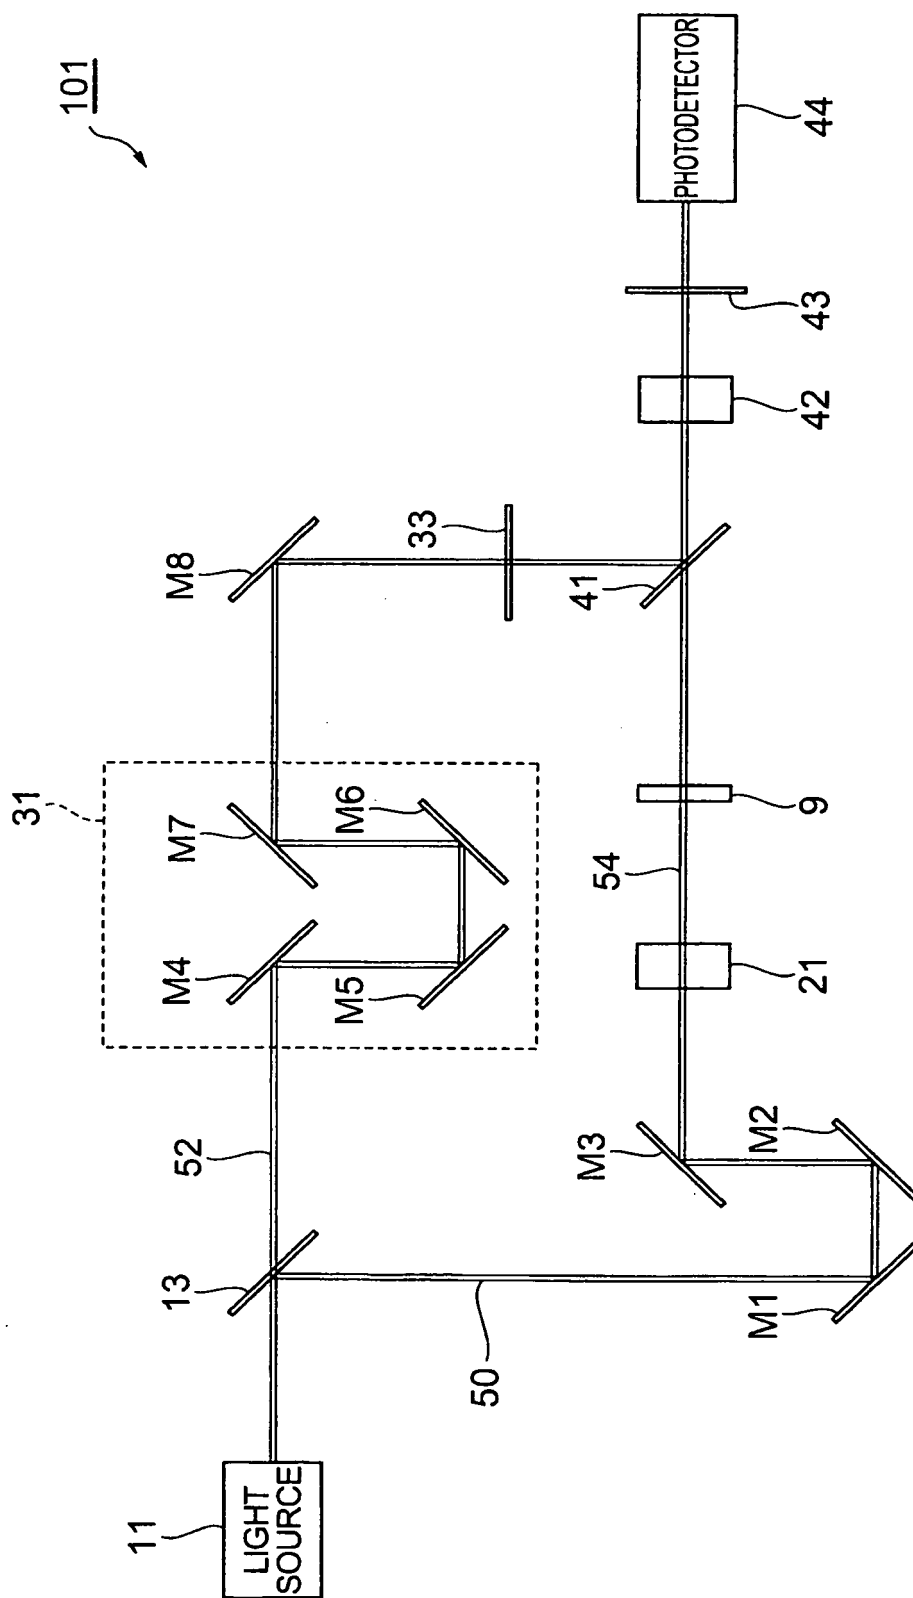 31
101
11
13
M4
M7
M8
LIGHT
SOURCE
52
M5
M6
33
50
M3
54
41
PHOTODETECTOR
M1
M2
21
9
42
43
44